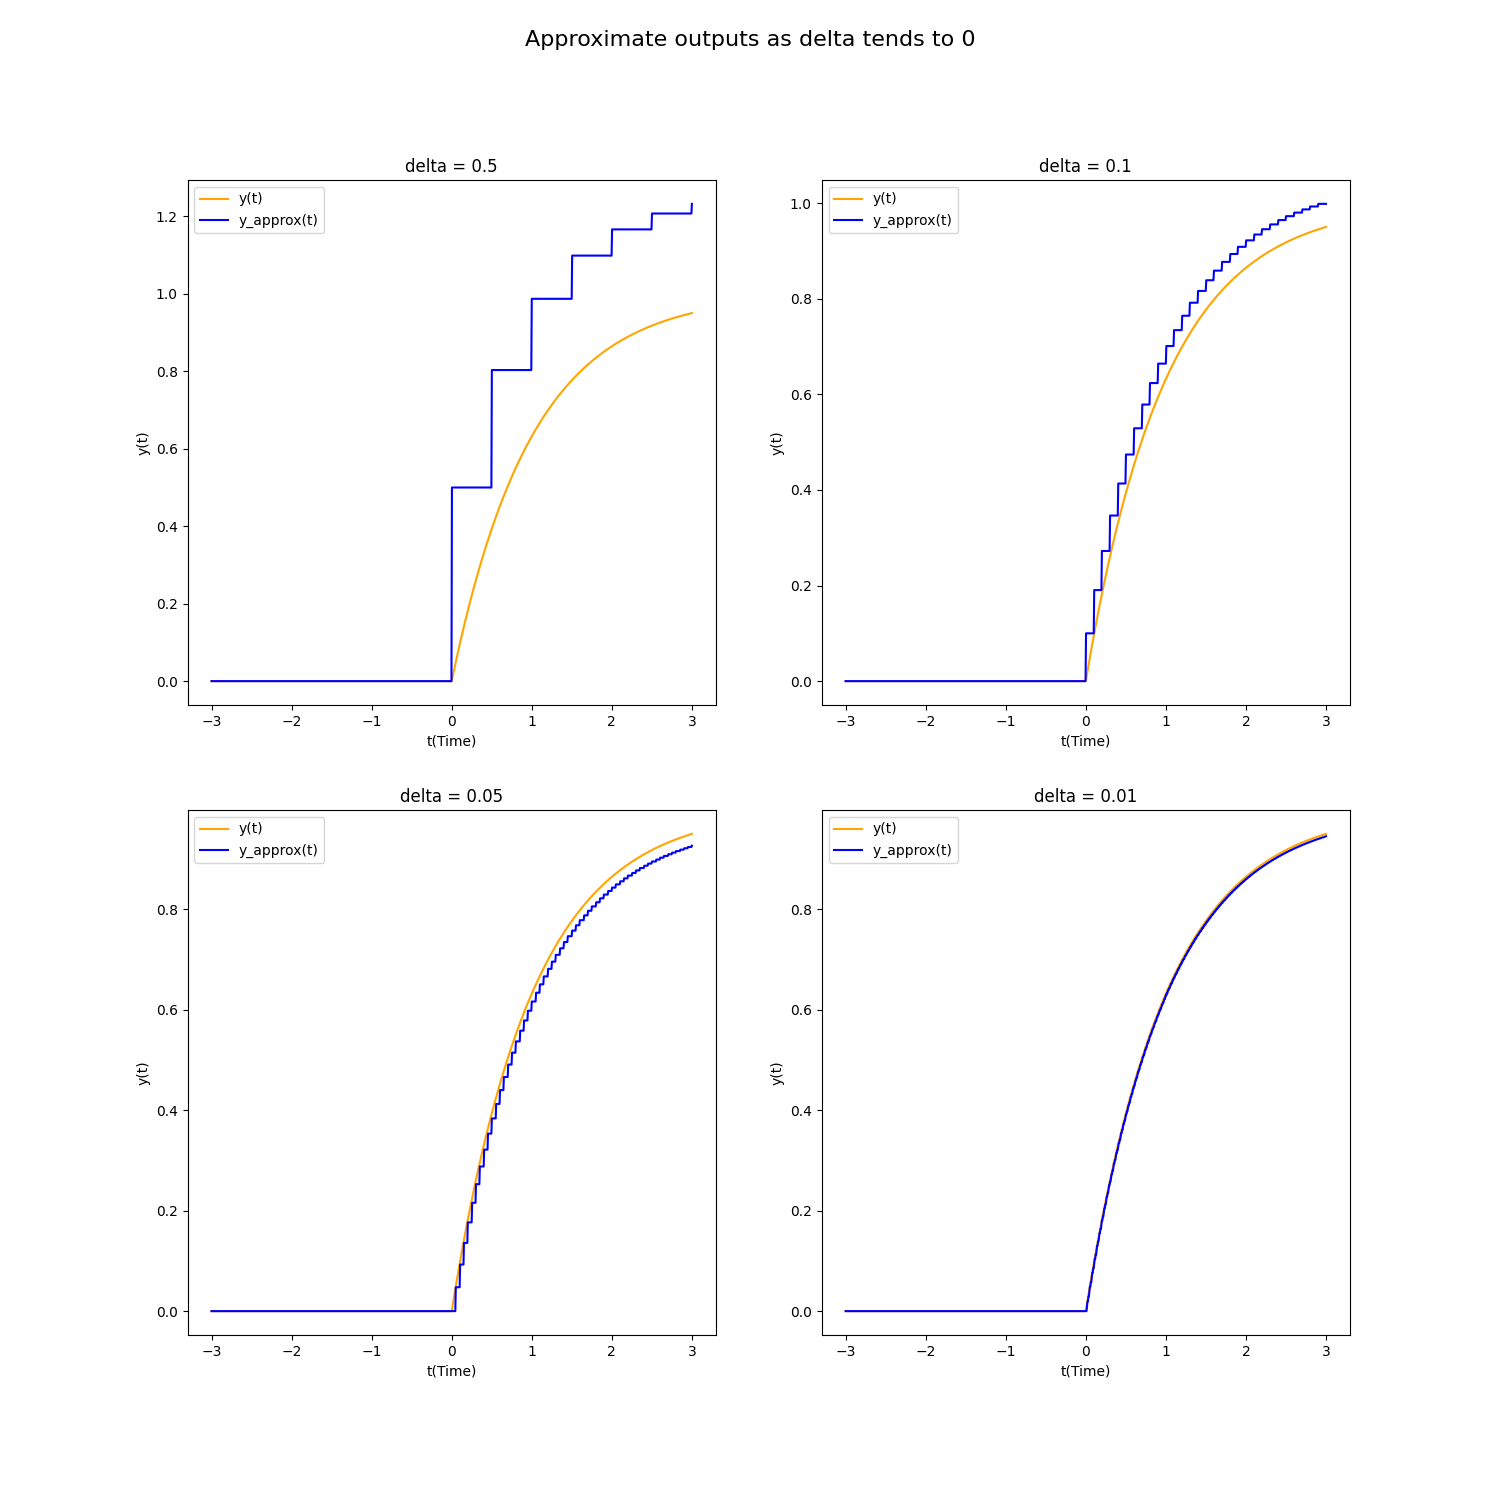 Approximate outputs as delta tends to 0
delta = 0.5
y(t)
y_approx(t)
1.2
1.0
0.8
0.6
0.4
0.2
0.0
y(t)
−3 −2 −1 0 1 2 3
t(Time)
delta = 0.1
y(t)
y_approx(t)
1.0
0.8
0.6
0.4
0.2
0.0
y(t)
−3 −2 −1 0 1 2 3
t(Time)
delta = 0.05
y(t)
y_approx(t)
0.8
0.6
0.4
0.2
0.0
y(t)
−3 −2 −1 0 1 2 3
t(Time)
delta = 0.01
y(t)
y_approx(t)
0.8
0.6
0.4
0.2
0.0
y(t)
−3 −2 −1 0 1 2 3
t(Time)